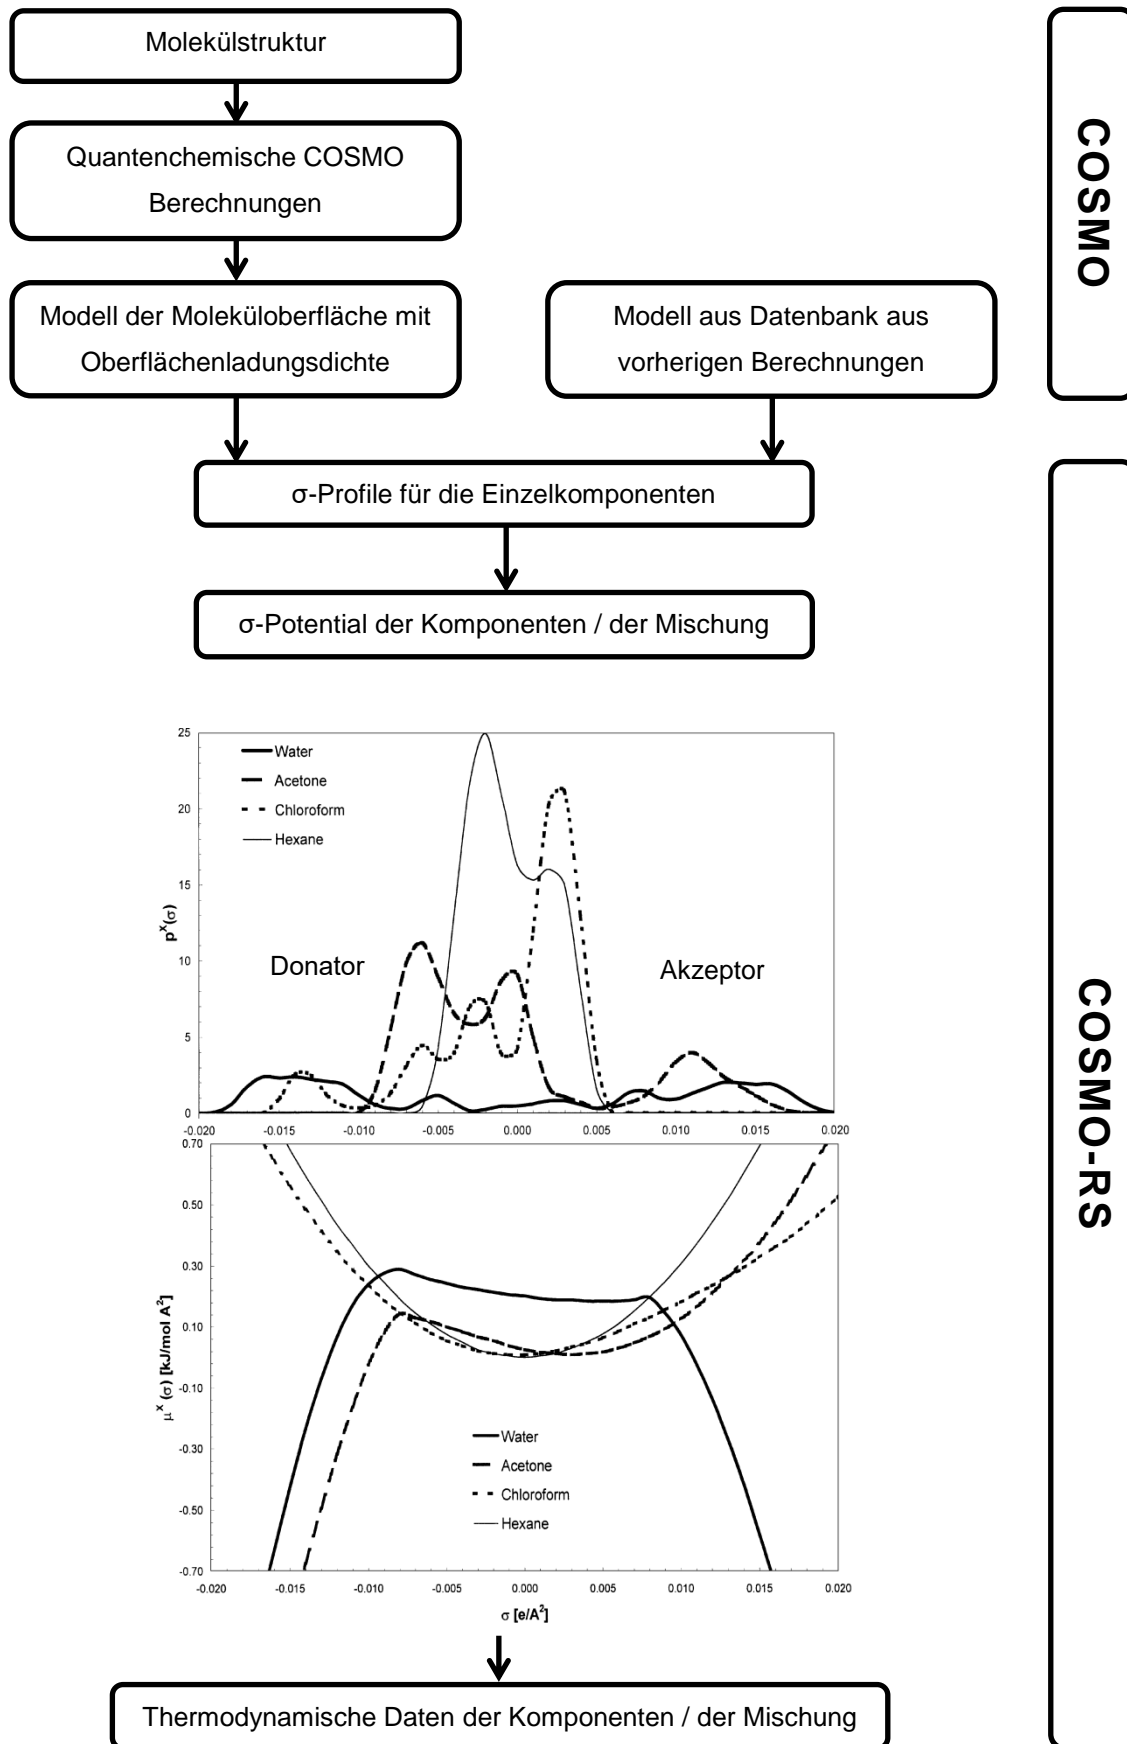 Molekülstruktur
Quantenchemische COSMO
Berechnungen
Modell der Moleküloberfläche mit
Oberflächenladungsdichte
Modell aus Datenbank aus
vorherigen Berechnungen
COSMO
σ-Profile für die Einzelkomponenten
σ-Potential der Komponenten / der Mischung
COSMO-RS
25
20
15
10
5
0
p^X(σ)
Water
Acetone
Chloroform
Hexane
Donator
Akzeptor
-0.020 -0.015 -0.010 -0.005 0.000 0.005 0.010 0.015 0.020
0.70
0.50
0.30
0.10
-0.10
-0.30
-0.50
-0.70
μ^X (σ) [kJ/mol A²]
Water
Acetone
Chloroform
Hexane
-0.020 -0.015 -0.010 -0.005 0.000 0.005 0.010 0.015 0.020
σ [e/A²]
Thermodynamische Daten der Komponenten / der Mischung